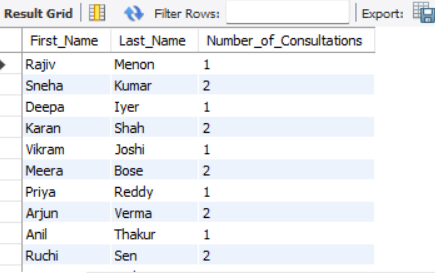 Result Grid Filter Rows: Export:
First_Name Last_Name Number_of_Consultations
Rajiv Menon 1
Sneha Kumar 2
Deepa Iyer 1
Karan Shah 2
Vikram Joshi 1
Meera Bose 2
Priya Reddy 1
Arjun Verma 2
Anil Thakur 1
Ruchi Sen 2